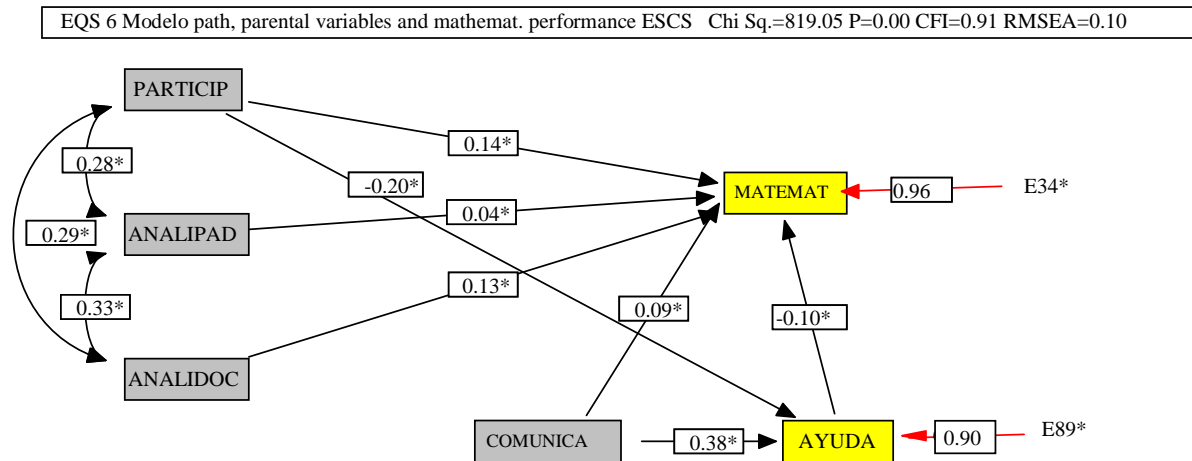 EQS 6 Modelo path, parental variables and mathemat. performance ESCS Chi Sq.=819.05 P=0.00 CFI=0.91 RMSEA=0.10
PARTICIP
0.14*
0.28*
-0.20*
MATEMAT
0.96
E34*
0.04*
0.29*
ANALIPAD
0.13*
0.33*
0.09*
-0.10*
ANALIDOC
COMUNICA
0.38*
AYUDA
0.90
E89*